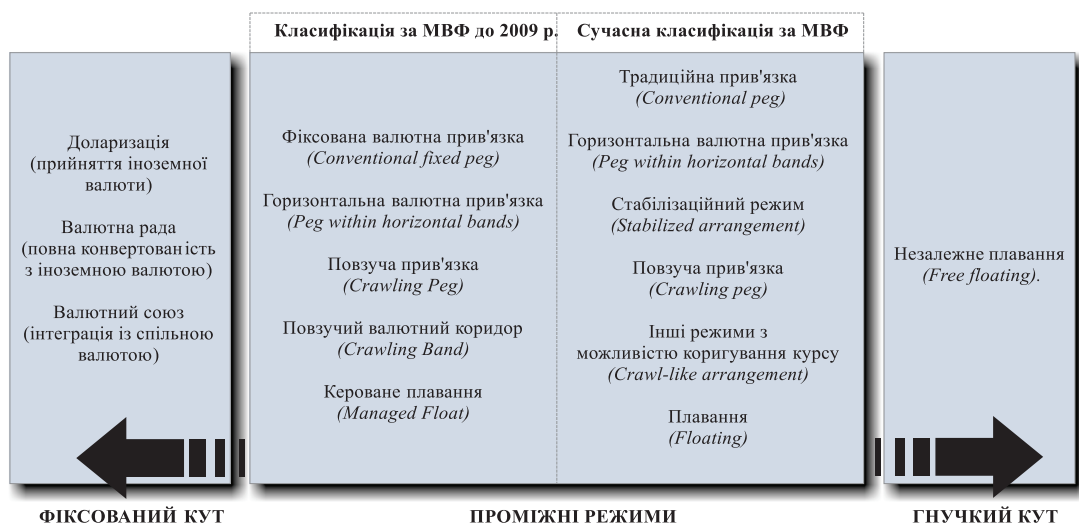 Класифікація за МВФ до 2009 р.
Сучасна класифікація за МВФ
Доларизація
(прийняття іноземної
валюти)
Валютна рада
(повна конвертованість
з іноземною валютою)
Валютний союз
(інтеграція із спільною
валютою)
Фіксована валютна прив'язка
(Conventional fixed peg)
Горизонтальна валютна прив'язка
(Peg within horizontal bands)
Повзуча прив'язка
(Crawling Peg)
Повзучий валютний коридор
(Crawling Band)
Кероване плавання
(Managed Float)
Традиційна прив'язка
(Conventional peg)
Горизонтальна валютна прив'язка
(Peg within horizontal bands)
Стабілізаційний режим
(Stabilized arrangement)
Повзуча прив'язка
(Crawling peg)
Інші режими з
можливістю коригування курсу
(Crawl-like arrangement)
Плавання
(Floating)
Незалежне плавання
(Free floating).
ФІКСОВАНИЙ КУТ
ПРОМІЖНІ РЕЖИМИ
ГНУЧКИЙ КУТ